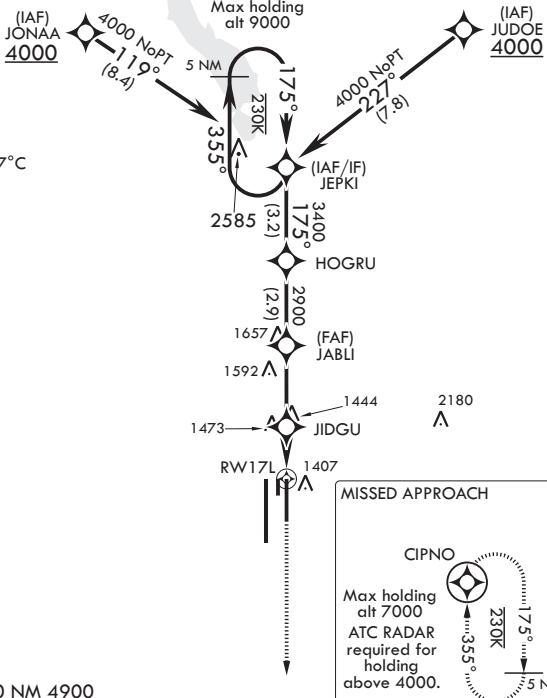 Max holding
alt 9000
(IAF)
JONAA
4000
4000 NoPT
119°
(8.4)
5 NM
175°
230K
355°
(IAF)
JUDOE
4000
4000 NoPT
227°
(7.8)
7°C
2585
(IAF/IF)
JEPKI
3400
175°
(3.2)
HOGRU
2900
(2.9)
1657
(FAF)
JABLI
1592
1444
2180
1473
JIDGU
RW17L
1407
MISSED APPROACH
CIPNO
Max holding
alt 7000
ATC RADAR
required for
holding
above 4000.
230K
175°
355°
5 N
0 NM 4900